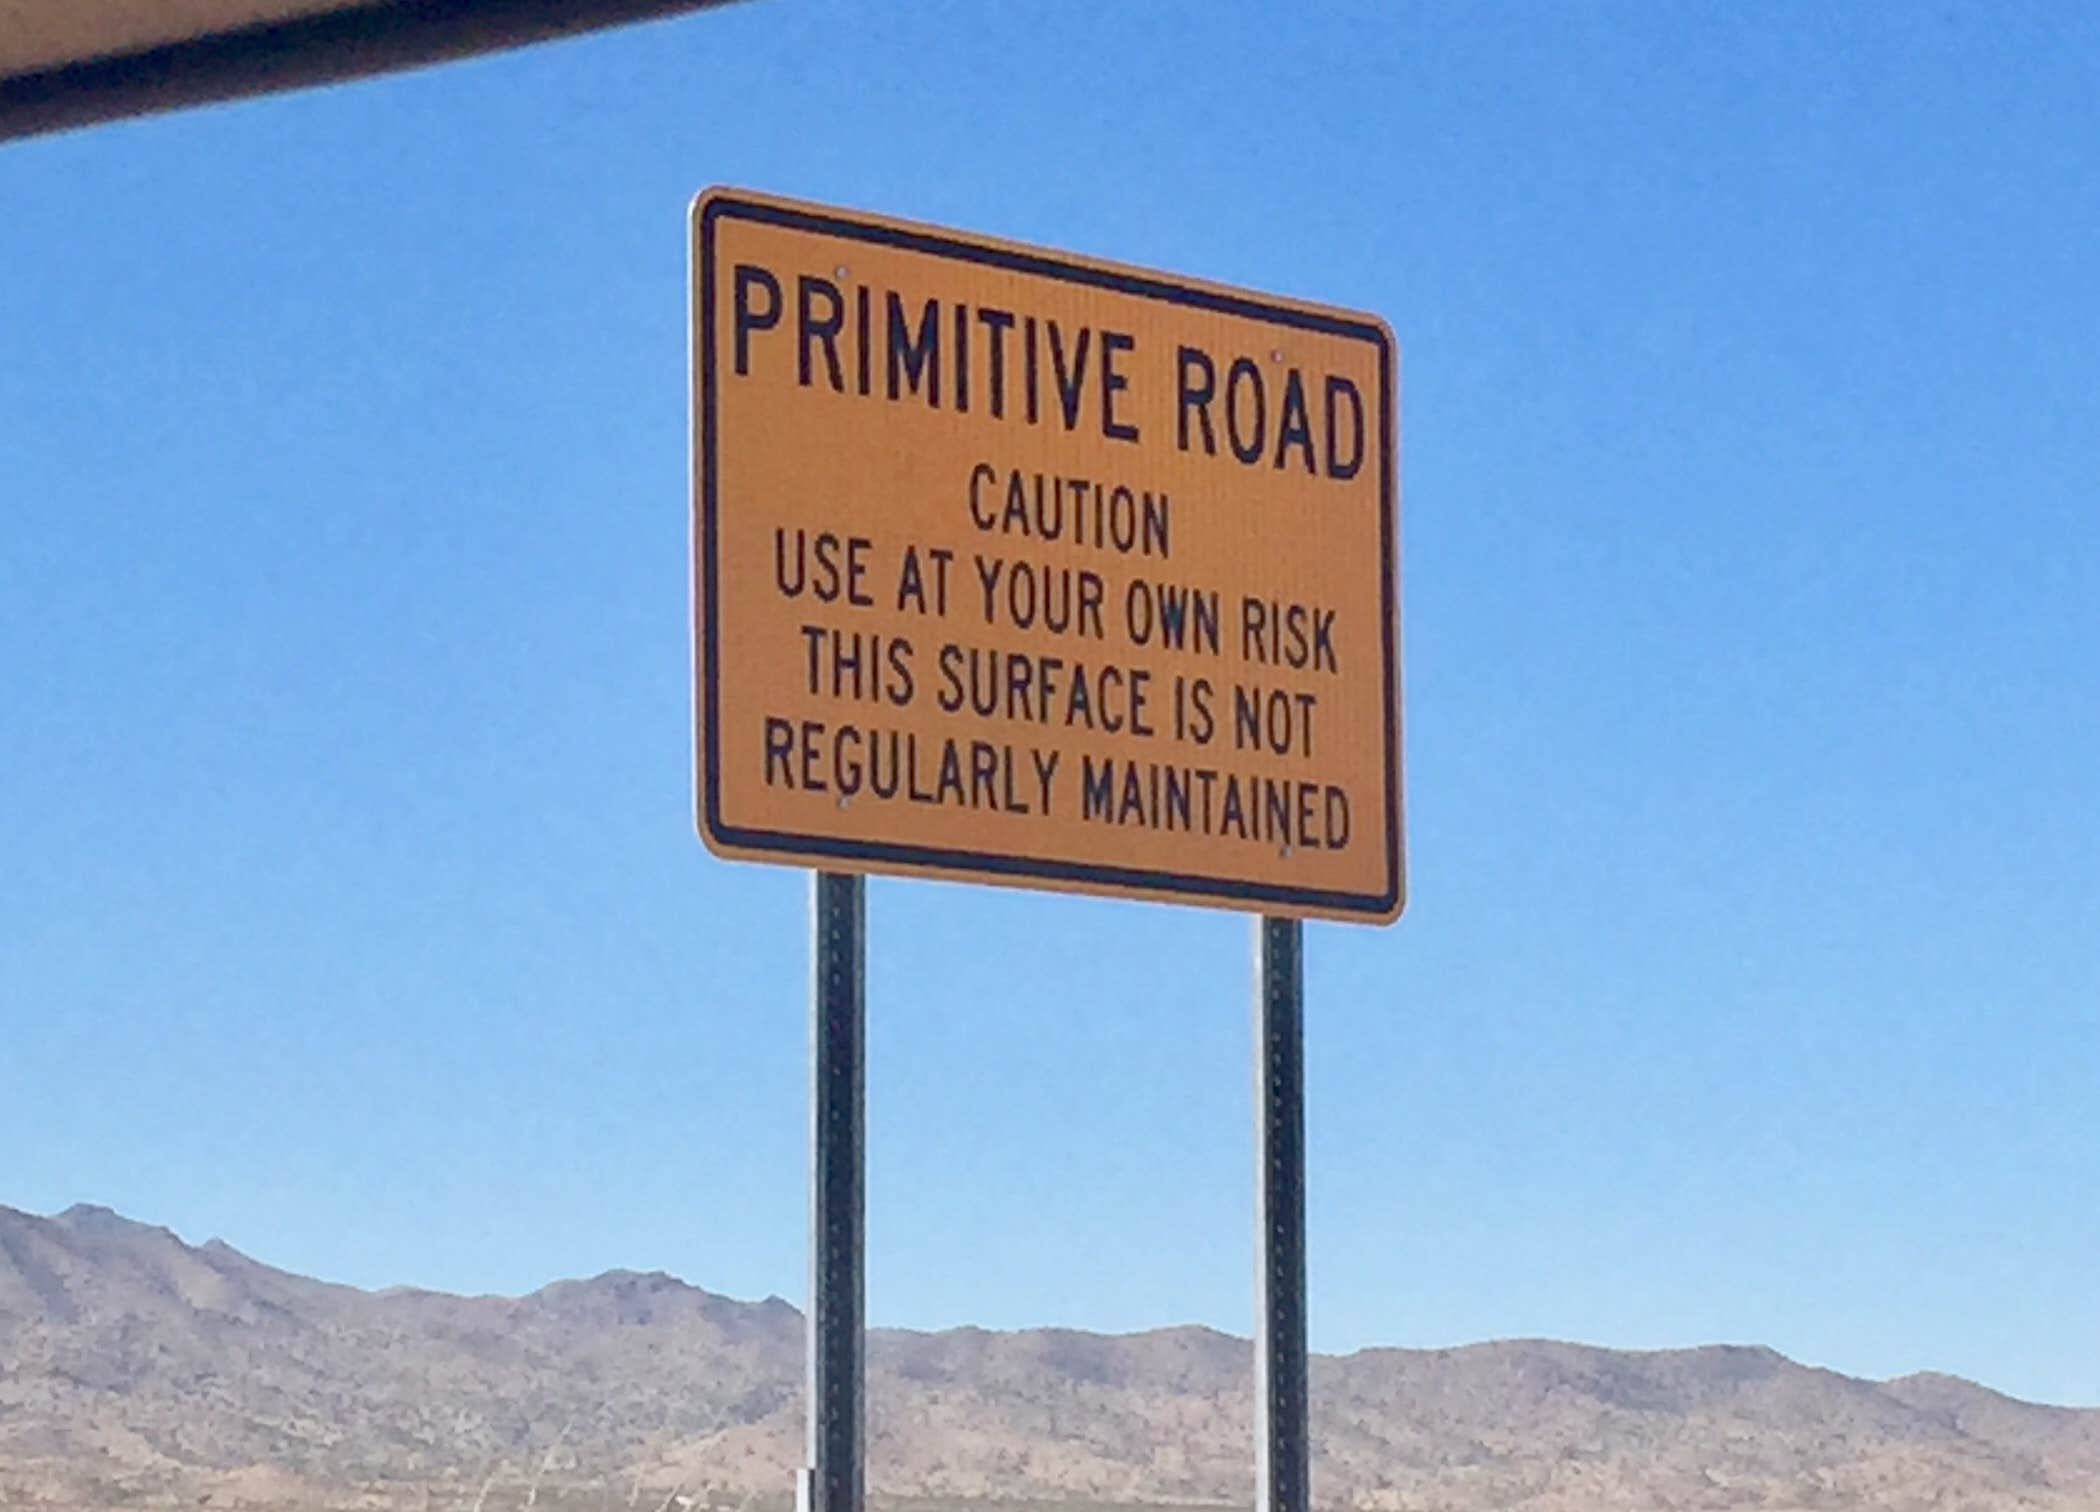 PRIMITIVE ROAD
CAUTION
USE AT YOUR OWN RISK
THIS SURFACE IS NOT
REGULARLY MAINTAINED